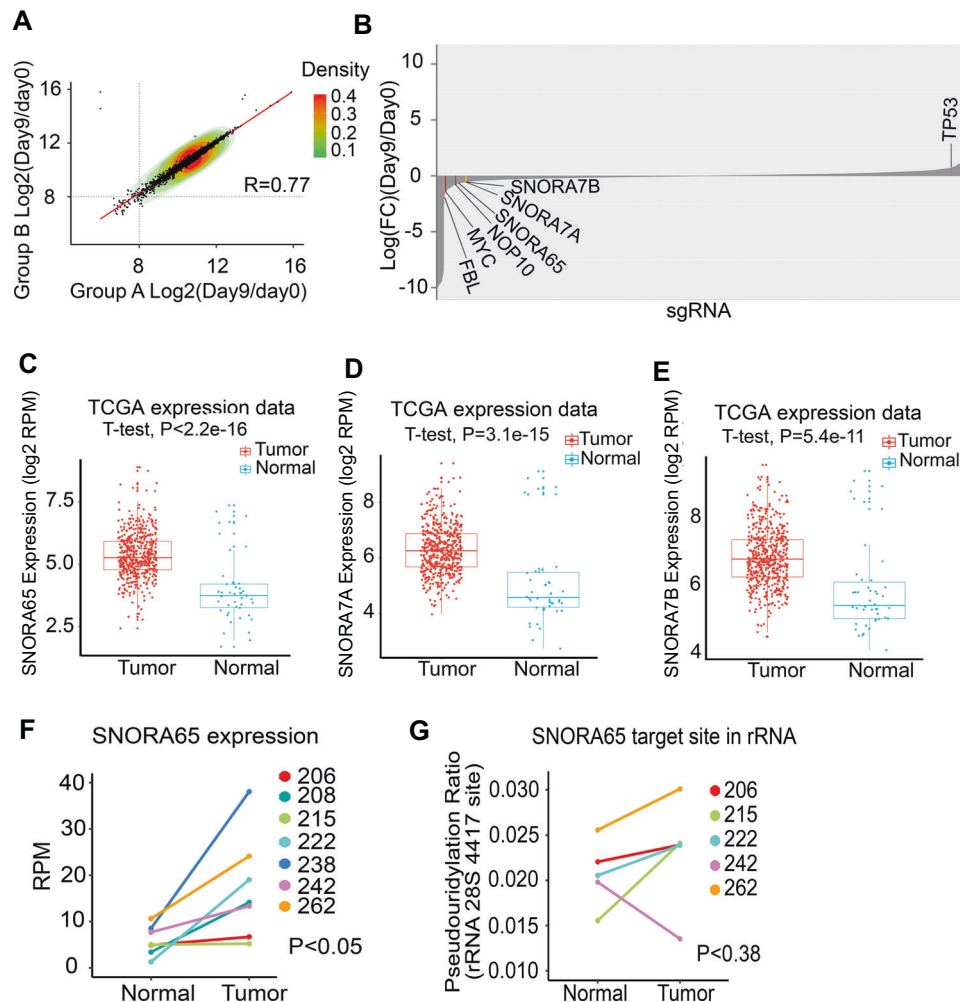 A
Group B Log2(Day9/day0)
16
12
8
8
12
16
Group A Log2(Day9/day0)
R=0.77
Density
0.4
0.3
0.2
0.1
B
Log(FC)(Day9/Day0)
10
5
0
-5
-10
TP53
SNORA7B
SNORA7A
SNORA65
NOP10
MYC
FBL
sgRNA
C
SNORA65 Expression (log2 RPM)
TCGA expression data
T-test, P<2.2e-16
Tumor
Normal
7.5
5.0
2.5
Tumor
Normal
D
SNORA7A Expression (log2 RPM)
TCGA expression data
T-test, P=3.1e-15
Tumor
Normal
8
6
4
Tumor
Normal
E
SNORA7B Expression (log2 RPM)
TCGA expression data
T-test, P=5.4e-11
Tumor
Normal
8
6
4
Tumor
Normal
F
SNORA65 expression
RPM
40
30
20
10
0
206
208
215
222
238
242
262
P<0.05
Normal
Tumor
G
SNORA65 target site in rRNA
Pseudouridylation Ratio
(rRNA 28S 4417 site)
0.030
0.025
0.020
0.015
0.010
206
215
222
242
262
P<0.38
Normal
Tumor